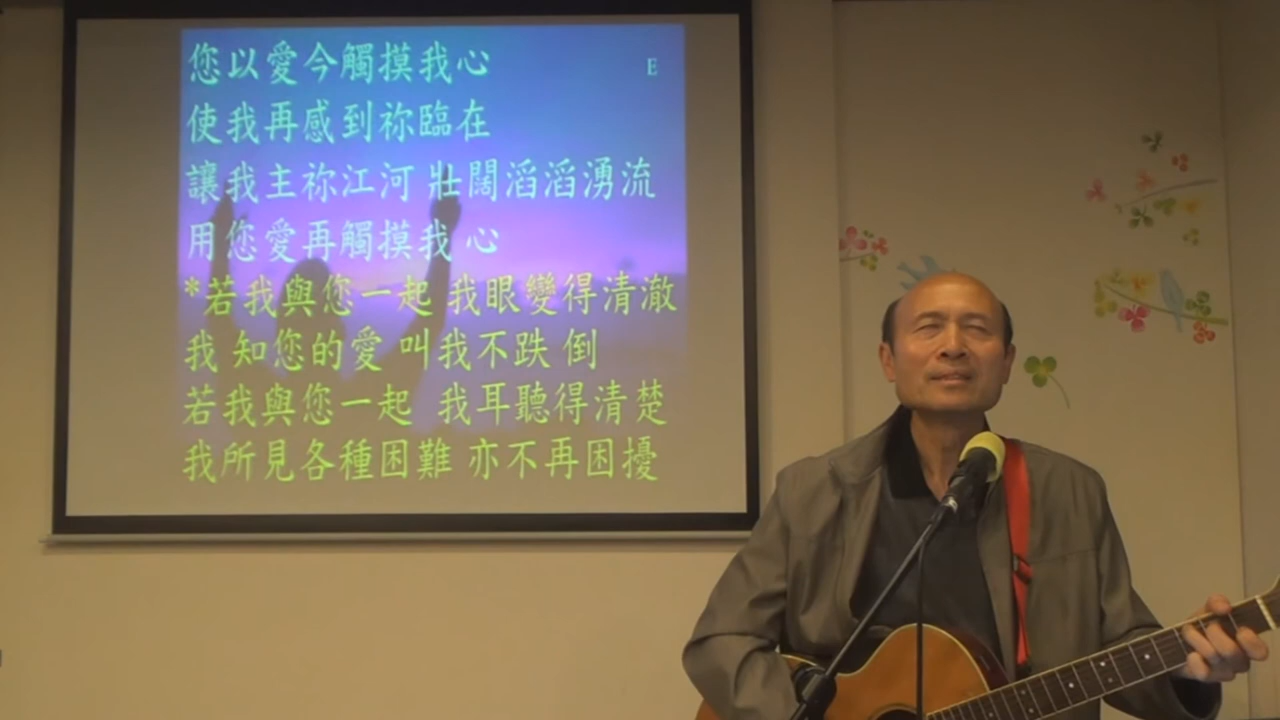 您以愛今觸摸我心 E
使我再感到祢臨在
讓我主祢江河 壯闊滔滔湧流
用您愛再觸摸我 心
*若我與您一起 我眼變得清澈
我 知您的愛 叫我不跌 倒
若我與您一起 我耳聽得清楚
我所見各種困難 亦不再困擾